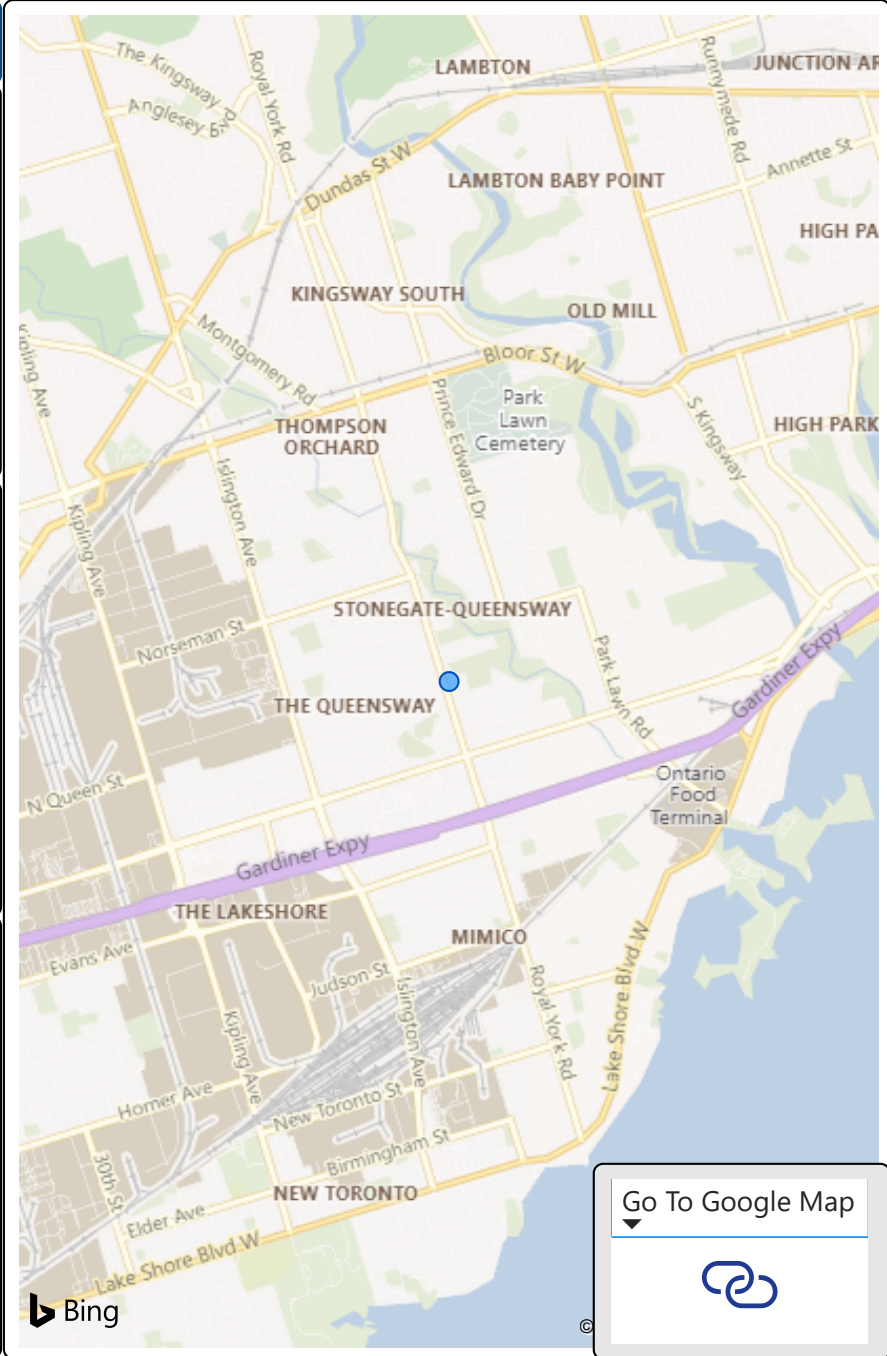 The Kingsway
Royal York Rd
LAMBTON
Runnymede Rd
JUNCTION AR
Anglesey Blvd
Dundas St W
Annette St
LAMBTON BABY POINT
HIGH PA
KINGSWAY SOUTH
OLD MILL
Kipling Ave
Montgomery Rd
Bloor St W
Prince Edward Dr
Park
Lawn
Cemetery
S Kingsway
THOMPSON
ORCHARD
HIGH PARK
Islington Ave
Kipling Ave
STONEGATE-QUEENSWAY
Norseman St
Park Lawn Rd
Gardiner Expy
THE QUEENSWAY
N Queen St
Ontario
Food
Terminal
Gardiner Expy
THE LAKESHORE
MIMICO
Evans Ave
Judson St
Islington Ave
Royal York Rd
Lake Shore Blvd W
Kipling Ave
Homer Ave
New Toronto St
Birmingham St
30th St
NEW TORONTO
Elder Ave
Lake Shore Blvd W
Go To Google Map
Bing
©